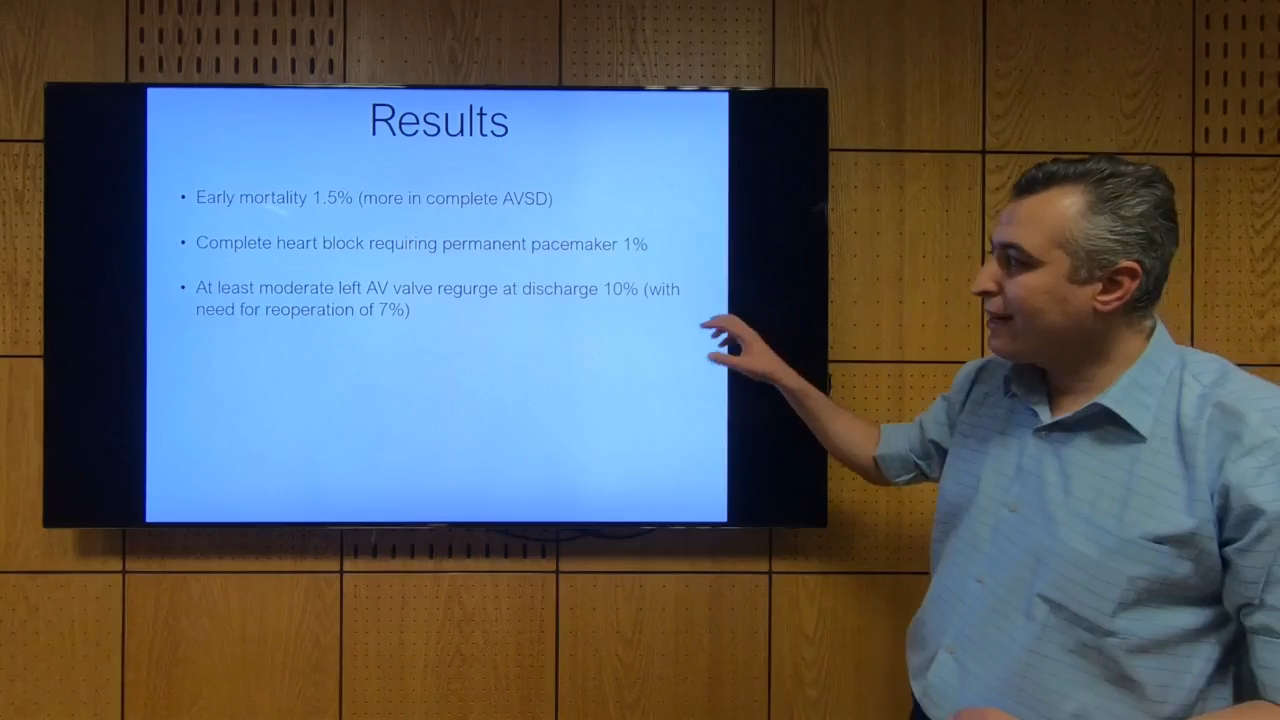 Results
• Early mortality 1.5% (more in complete AVSD)
• Complete heart block requiring permanent pacemaker 1%
• At least moderate left AV valve regurge at discharge 10% (with
need for reoperation of 7%)